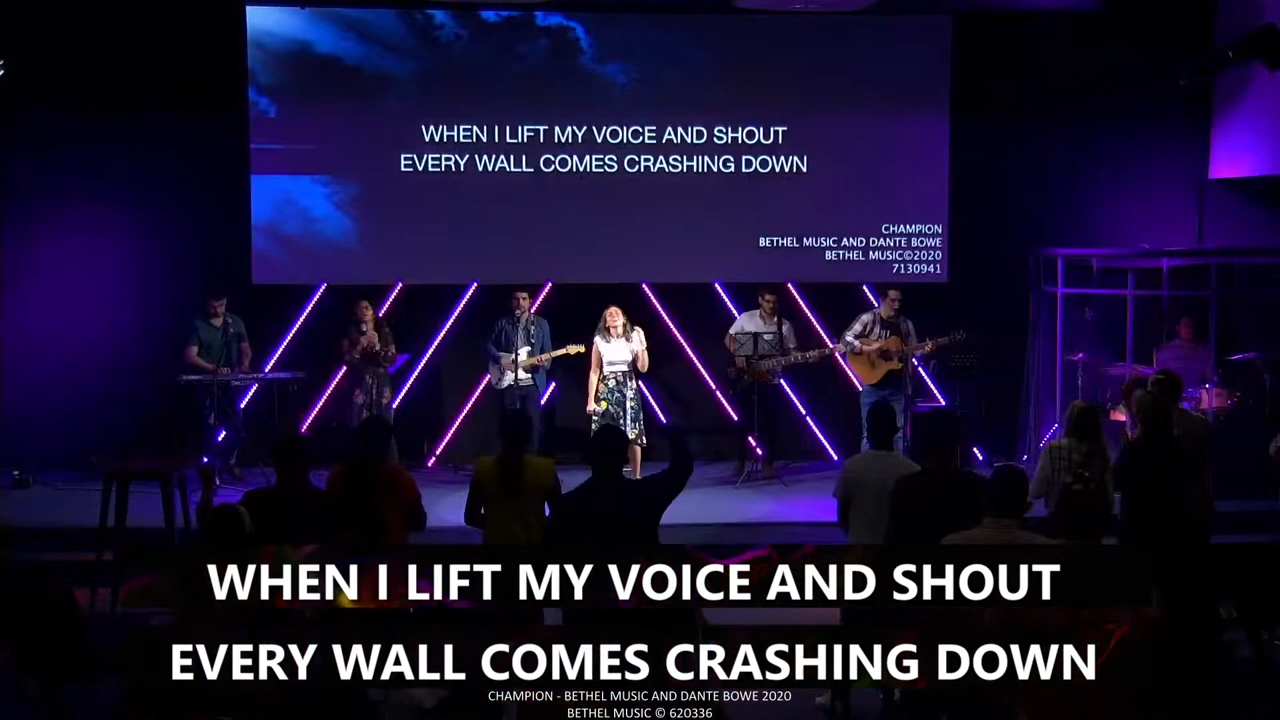 WHEN I LIFT MY VOICE AND SHOUT
EVERY WALL COMES CRASHING DOWN
CHAMPION
BETHEL MUSIC AND DANTE BOWE
BETHEL MUSIC©2020
7130941
WHEN I LIFT MY VOICE AND SHOUT
EVERY WALL COMES CRASHING DOWN
CHAMPION - BETHEL MUSIC AND DANTE BOWE 2020
BETHEL MUSIC © 620336